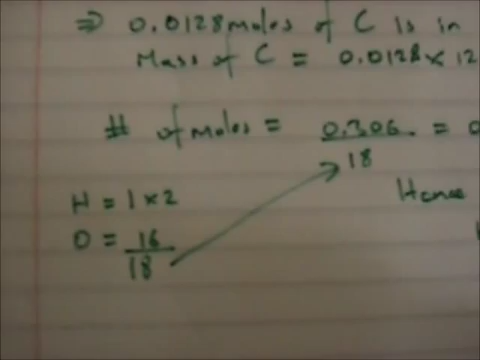 ⇒ 0.0128 moles of C is in
Mass of C = 0.0128 × 12
# of moles = 0.306 / 18 = 0
H = 1 × 2
O = 16
18
Hence